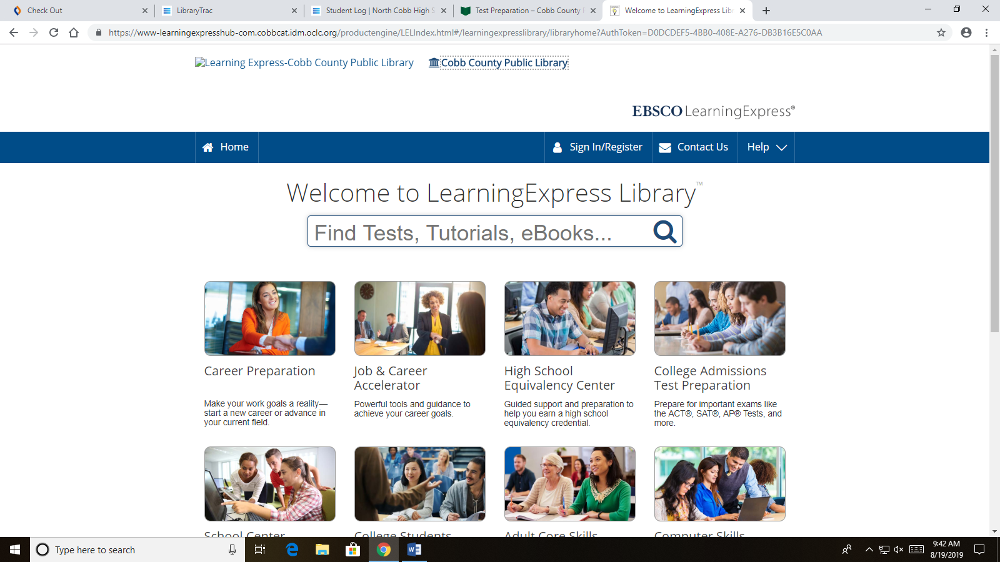 Check Out
LibraryTrac
Student Log | North Cobb High S
Test Preparation – Cobb County P
Welcome to LearningExpress Libr
https://www-learningexpresshub-com.cobbcat.idm.oclc.org/productengine/LELIndex.html#/learningexpresslibrary/libraryhome?AuthToken=D0DCDEF5-4BB0-408E-A276-DB3B16E5C0AA
Learning Express-Cobb County Public Library
Cobb County Public Library
EBSCO LearningExpress®
Home
Sign In/Register
Contact Us
Help
Welcome to LearningExpress Library™
Find Tests, Tutorials, eBooks...
Career Preparation
Make your work goals a reality—
start a new career or advance in
your current field.
Job & Career
Accelerator
Powerful tools and guidance to
achieve your career goals.
High School
Equivalency Center
Guided support and preparation to
help you earn a high school
equivalency credential.
College Admissions
Test Preparation
Prepare for important exams like
the ACT®, SAT®, AP® Tests, and
more.
School Center
College Students
Adult Core Skills
Computer Skills
Type here to search
9:42 AM
8/19/2019